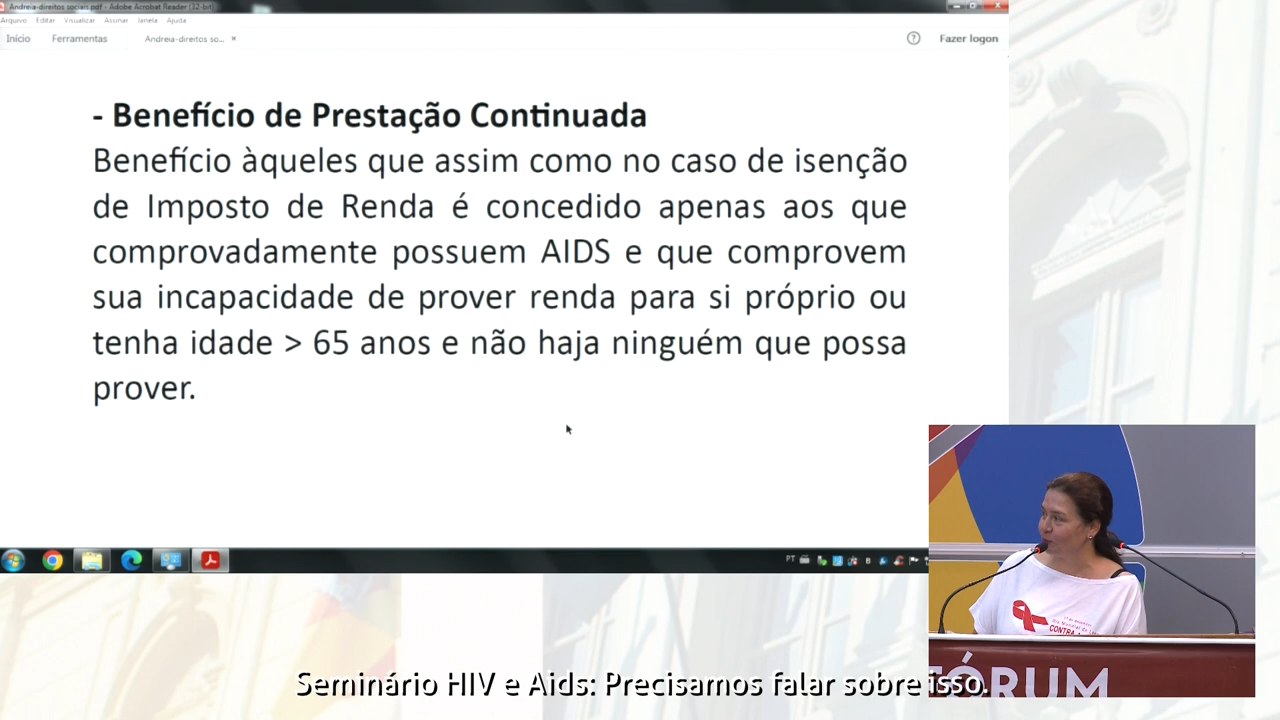 Andreia-direitos sociais.pdf - Adobe Acrobat Reader (32-bit)
Arquivo Editar Visualizar Assinar Janela Ajuda
Início Ferramentas Andreia-direitos so... × ? Fazer logon
- Benefício de Prestação Continuada
Benefício àqueles que assim como no caso de isenção
de Imposto de Renda é concedido apenas aos que
comprovadamente possuem AIDS e que comprovem
sua incapacidade de prover renda para si próprio ou
tenha idade > 65 anos e não haja ninguém que possa
prover.
PT
CONTRA
FÓRUM
Seminário HIV e Aids: Precisamos falar sobre isso.